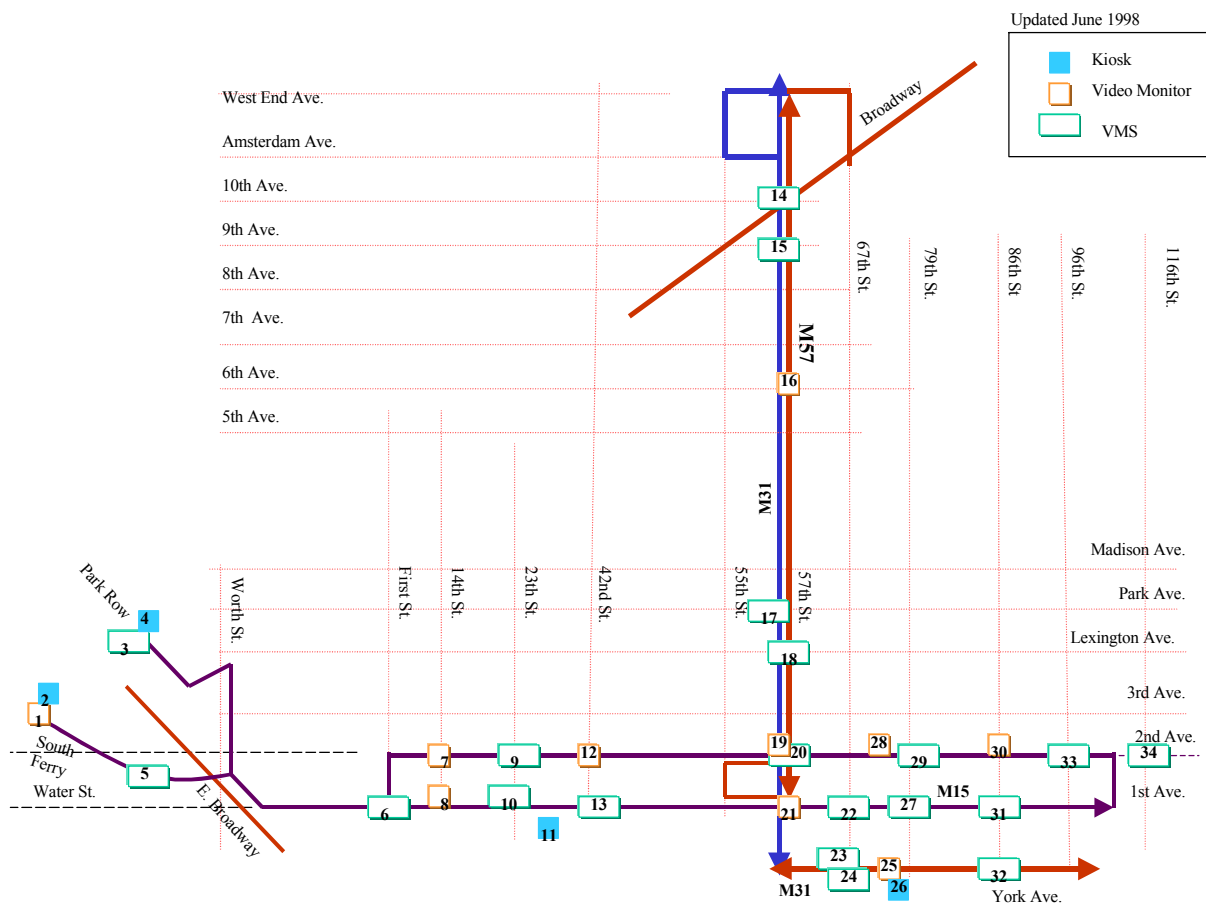 Updated June 1998
Kiosk
Video Monitor
VMS
West End Ave.
Amsterdam Ave.
10th Ave.
9th Ave.
8th Ave.
7th Ave.
6th Ave.
5th Ave.
Broadway
14
15
67th St.
79th St.
86th St
96th St.
116th St.
M57
16
M31
Madison Ave.
Park Ave.
Lexington Ave.
3rd Ave.
2nd Ave.
1st Ave.
Park Row
Worth St.
First St.
14th St.
23th St.
42nd St.
55th St.
57th St.
4
3
17
18
2
1
South
Ferry
Water St.
5
E. Broadway
7
9
12
19
20
28
29
30
33
34
6
8
10
11
13
21
22
27
M15
31
23
24
25
26
32
M31
York Ave.